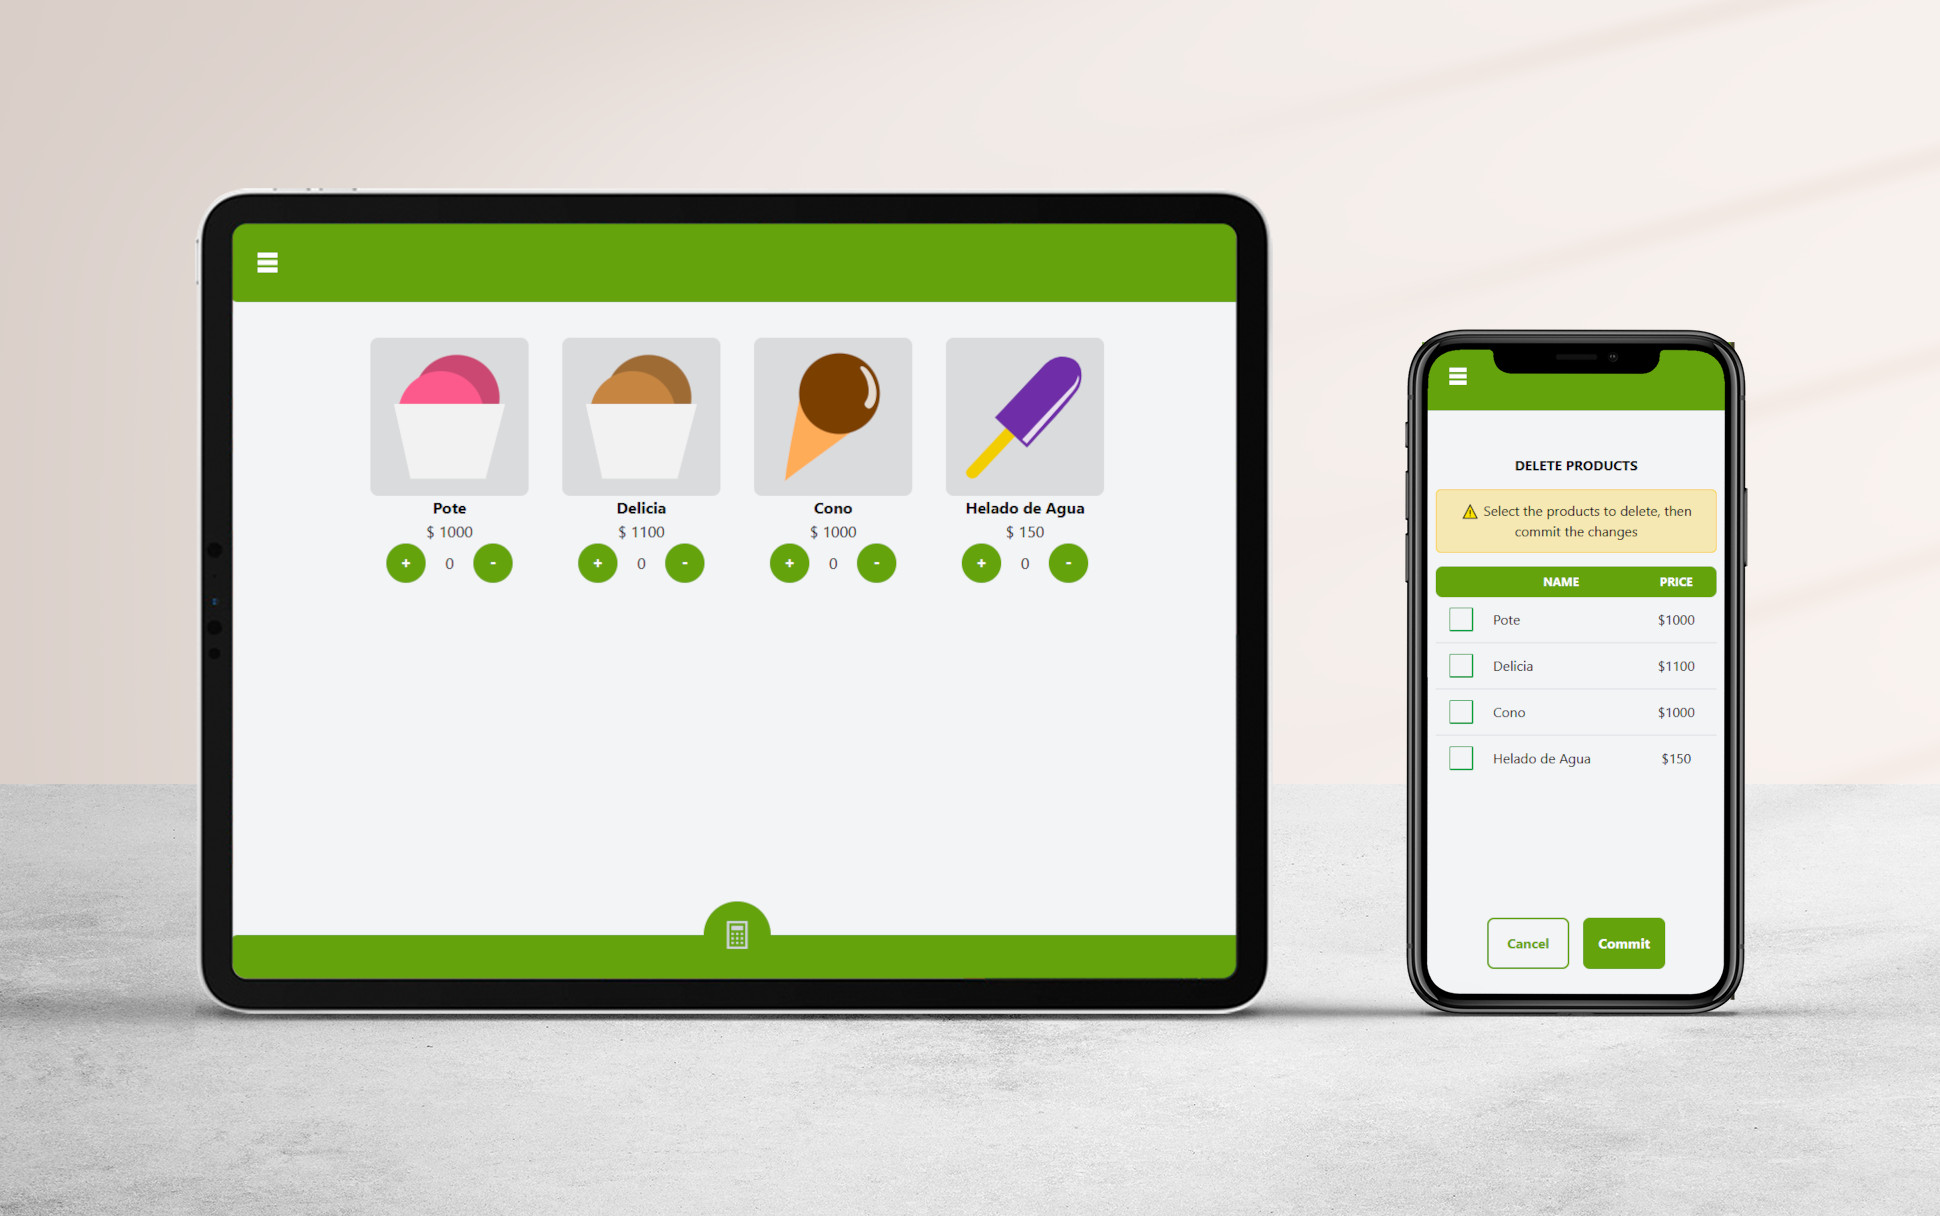 Pote
$ 1000
+ 0 -
Delicia
$ 1100
+ 0 -
Cono
$ 1000
+ 0 -
Helado de Agua
$ 150
+ 0 -
DELETE PRODUCTS
⚠ Select the products to delete, then
commit the changes
NAME PRICE
Pote $1000
Delicia $1100
Cono $1000
Helado de Agua $150
Cancel Commit